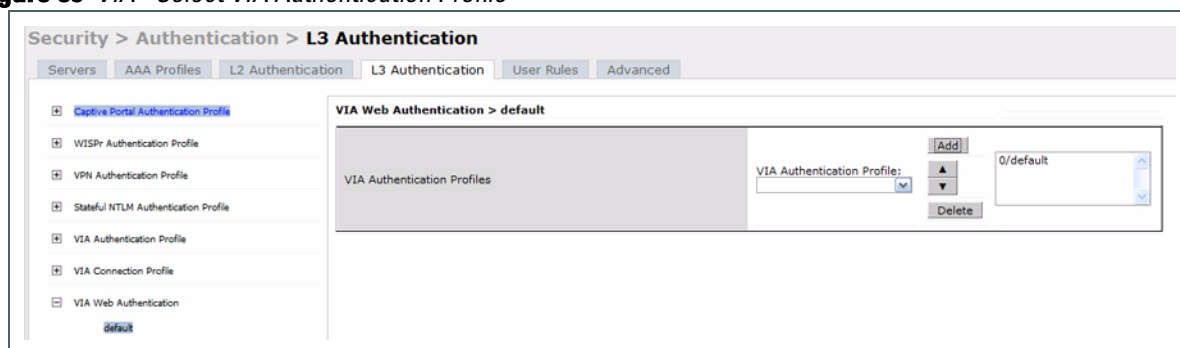 VIA - Select VIA Authentication Profile
Security > Authentication > L3 Authentication
Servers AAA Profiles L2 Authentication L3 Authentication User Rules Advanced
Captive Portal Authentication Profile
WISPr Authentication Profile
VPN Authentication Profile
Stateful NTLM Authentication Profile
VIA Authentication Profile
VIA Connection Profile
VIA Web Authentication
default
VIA Web Authentication > default
VIA Authentication Profiles
VIA Authentication Profile:
Add
Delete
0/default